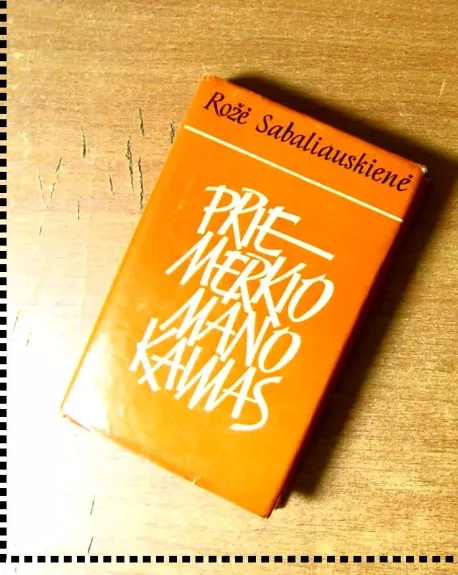 Rožė Sabaliauskienė
PRIE
MERKIO
MANO
KAIMAS